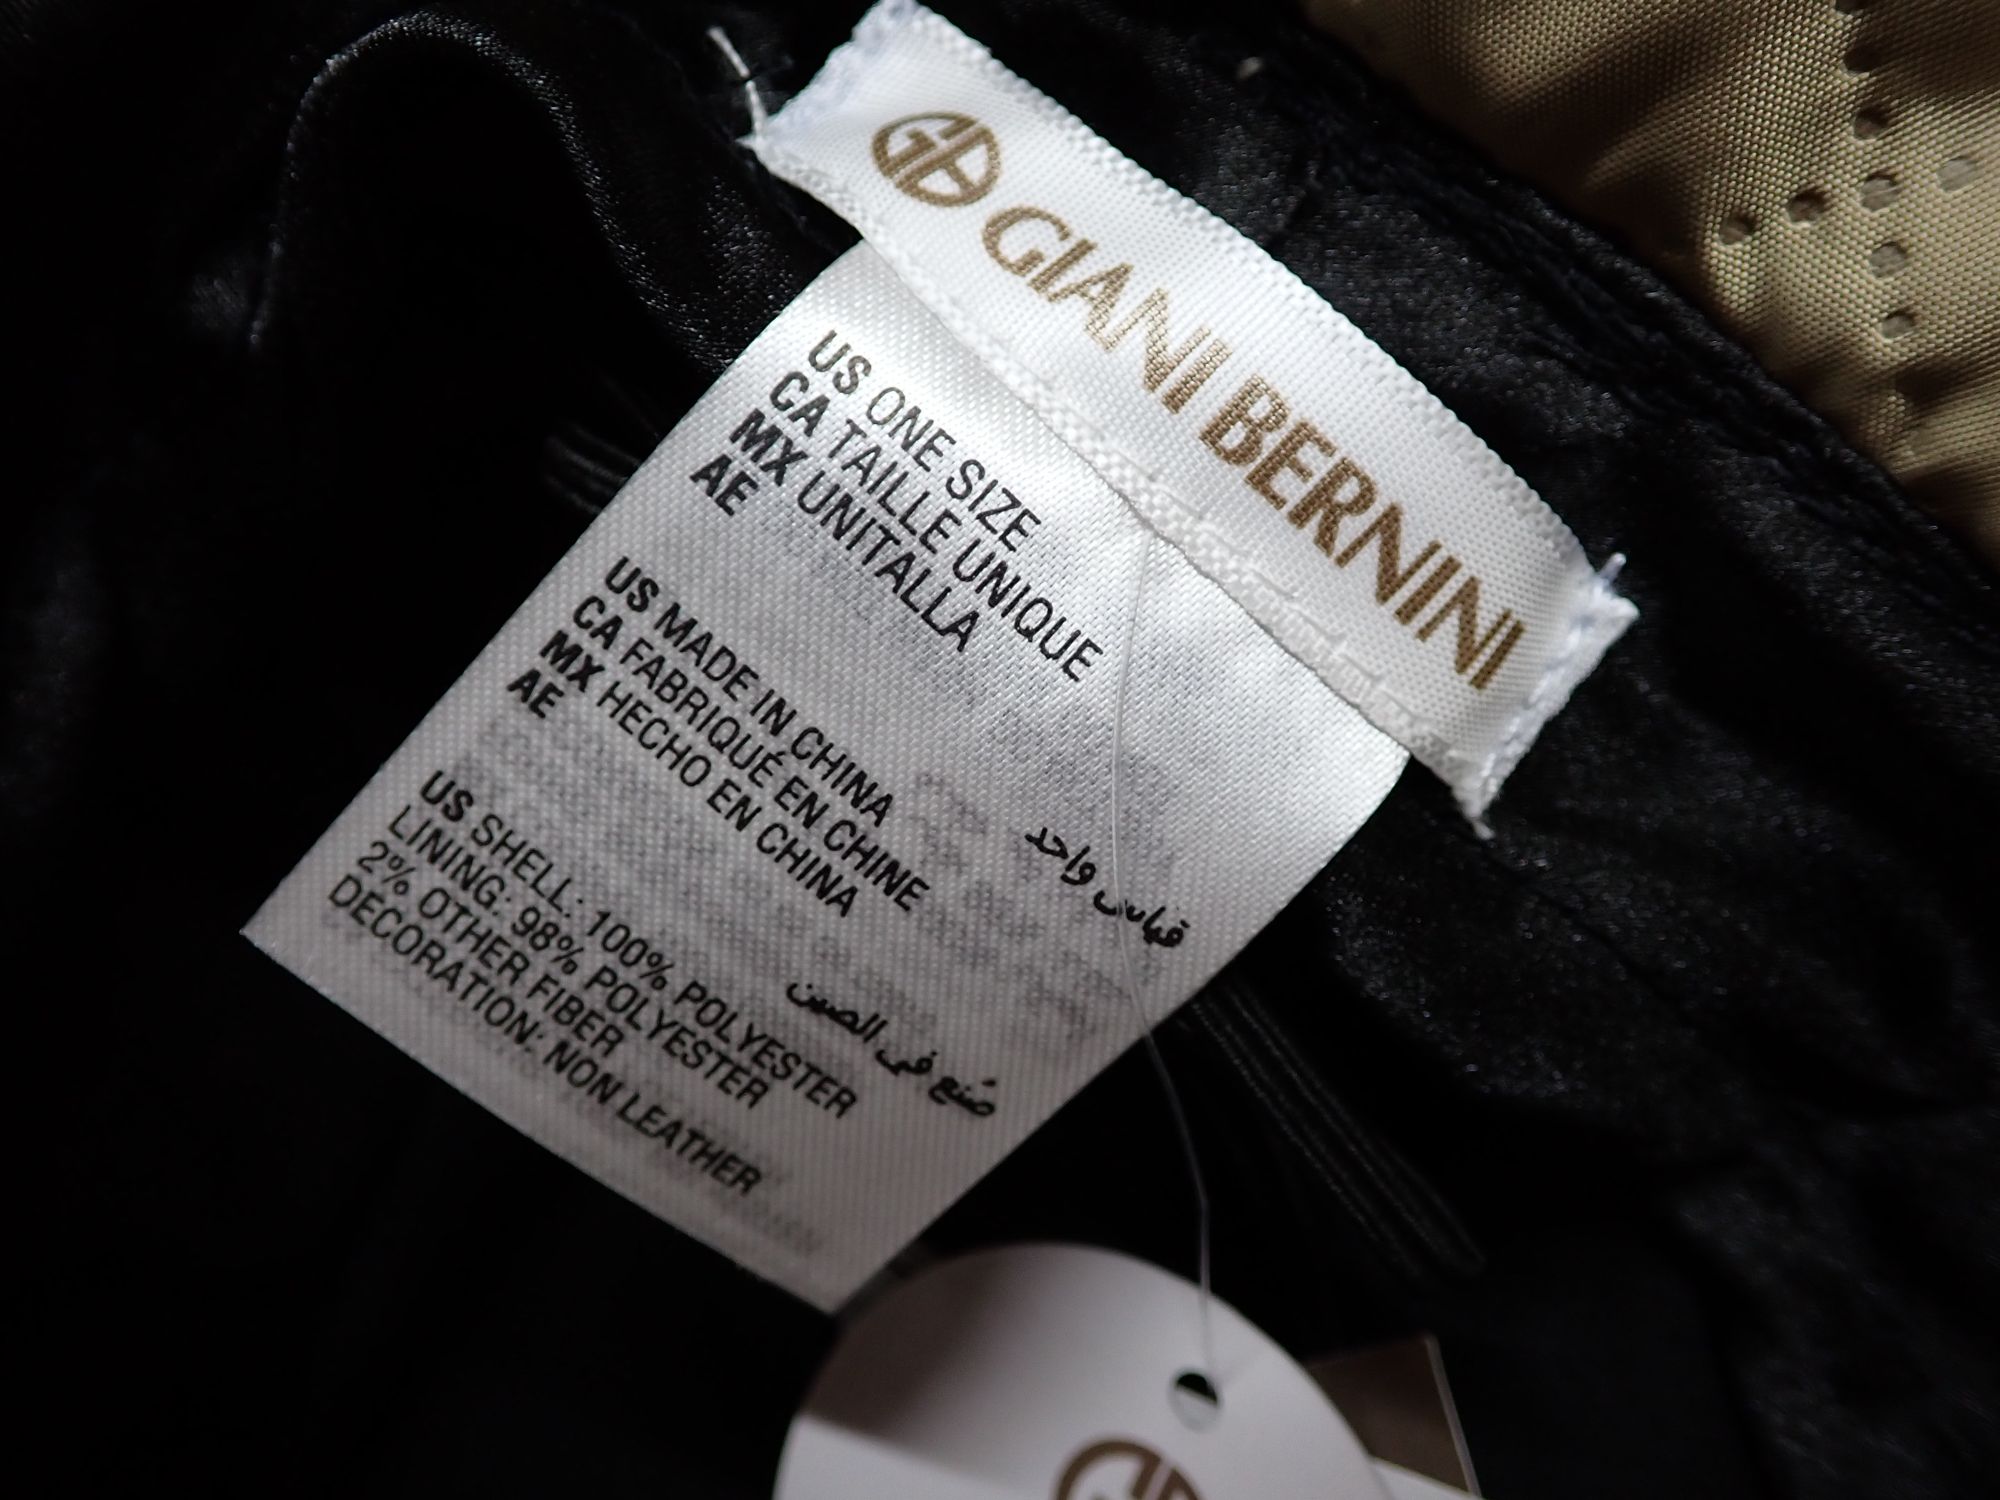 GB GIANI BERNINI
US ONE SIZE
CA TAILLE UNIQUE
MX UNITALLA
AE قياس واحد
US MADE IN CHINA
CA FABRIQUÉ EN CHINE
MX HECHO EN CHINA
AE صُنع في الصين
US SHELL: 100% POLYESTER
LINING: 98% POLYESTER
2% OTHER FIBER
DECORATION: NON LEATHER